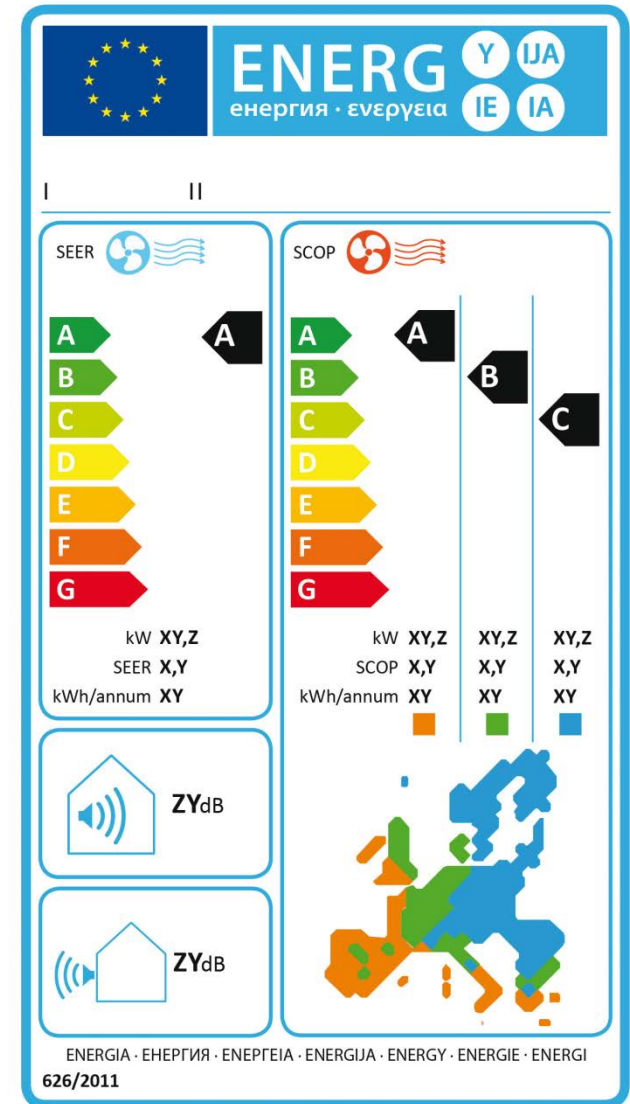 ENERG Y IJA
енергия · ενεργεια IE IA
I II
SEER
A A
B
C
D
E
F
G
kW XY,Z
SEER X,Y
kWh/annum XY
SCOP
A A
B B
C C
D
E
F
G
kW XY,Z XY,Z XY,Z
SCOP X,Y X,Y X,Y
kWh/annum XY XY XY
ZYdB
ZYdB
ENERGIA · ЕНЕРГИЯ · ΕΝΕΡΓΕΙΑ · ENERGIJA · ENERGY · ENERGIE · ENERGI
626/2011